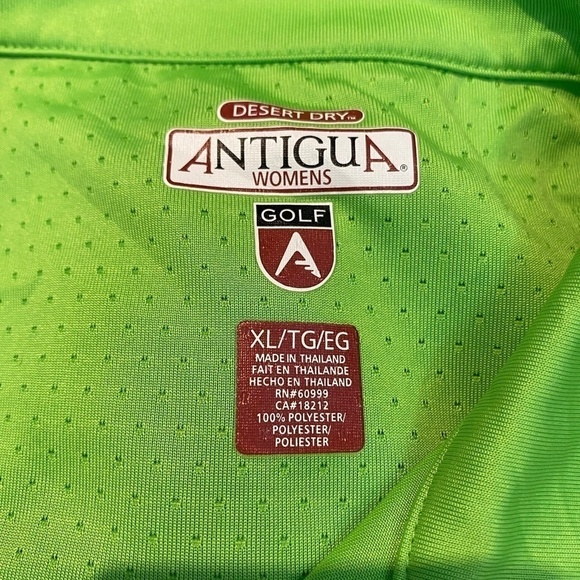 DESERT DRY™
ANTIGUA®
WOMENS
GOLF
A
XL/TG/EG
MADE IN THAILAND
FAIT EN THAILANDE
HECHO EN THAILAND
RN#60999
CA#18212
100% POLYESTER/
POLYESTER/
POLIESTER